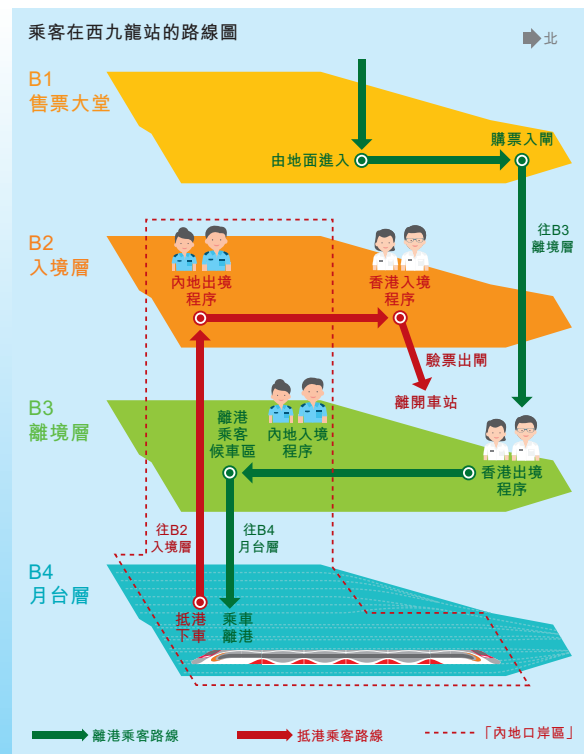 乘客在西九龍站的路線圖
北
B1
售票大堂
購票入閘
由地面進入
往B3
離境層
B2
入境層
內地出境
程序
香港入境
程序
驗票出閘
離開車站
B3
離境層
離港
乘客
候車區
內地入境
程序
香港出境
程序
往B2
入境層
往B4
月台層
B4
月台層
抵港
下車
乘車
離港
離港乘客路線
抵港乘客路線
「內地口岸區」